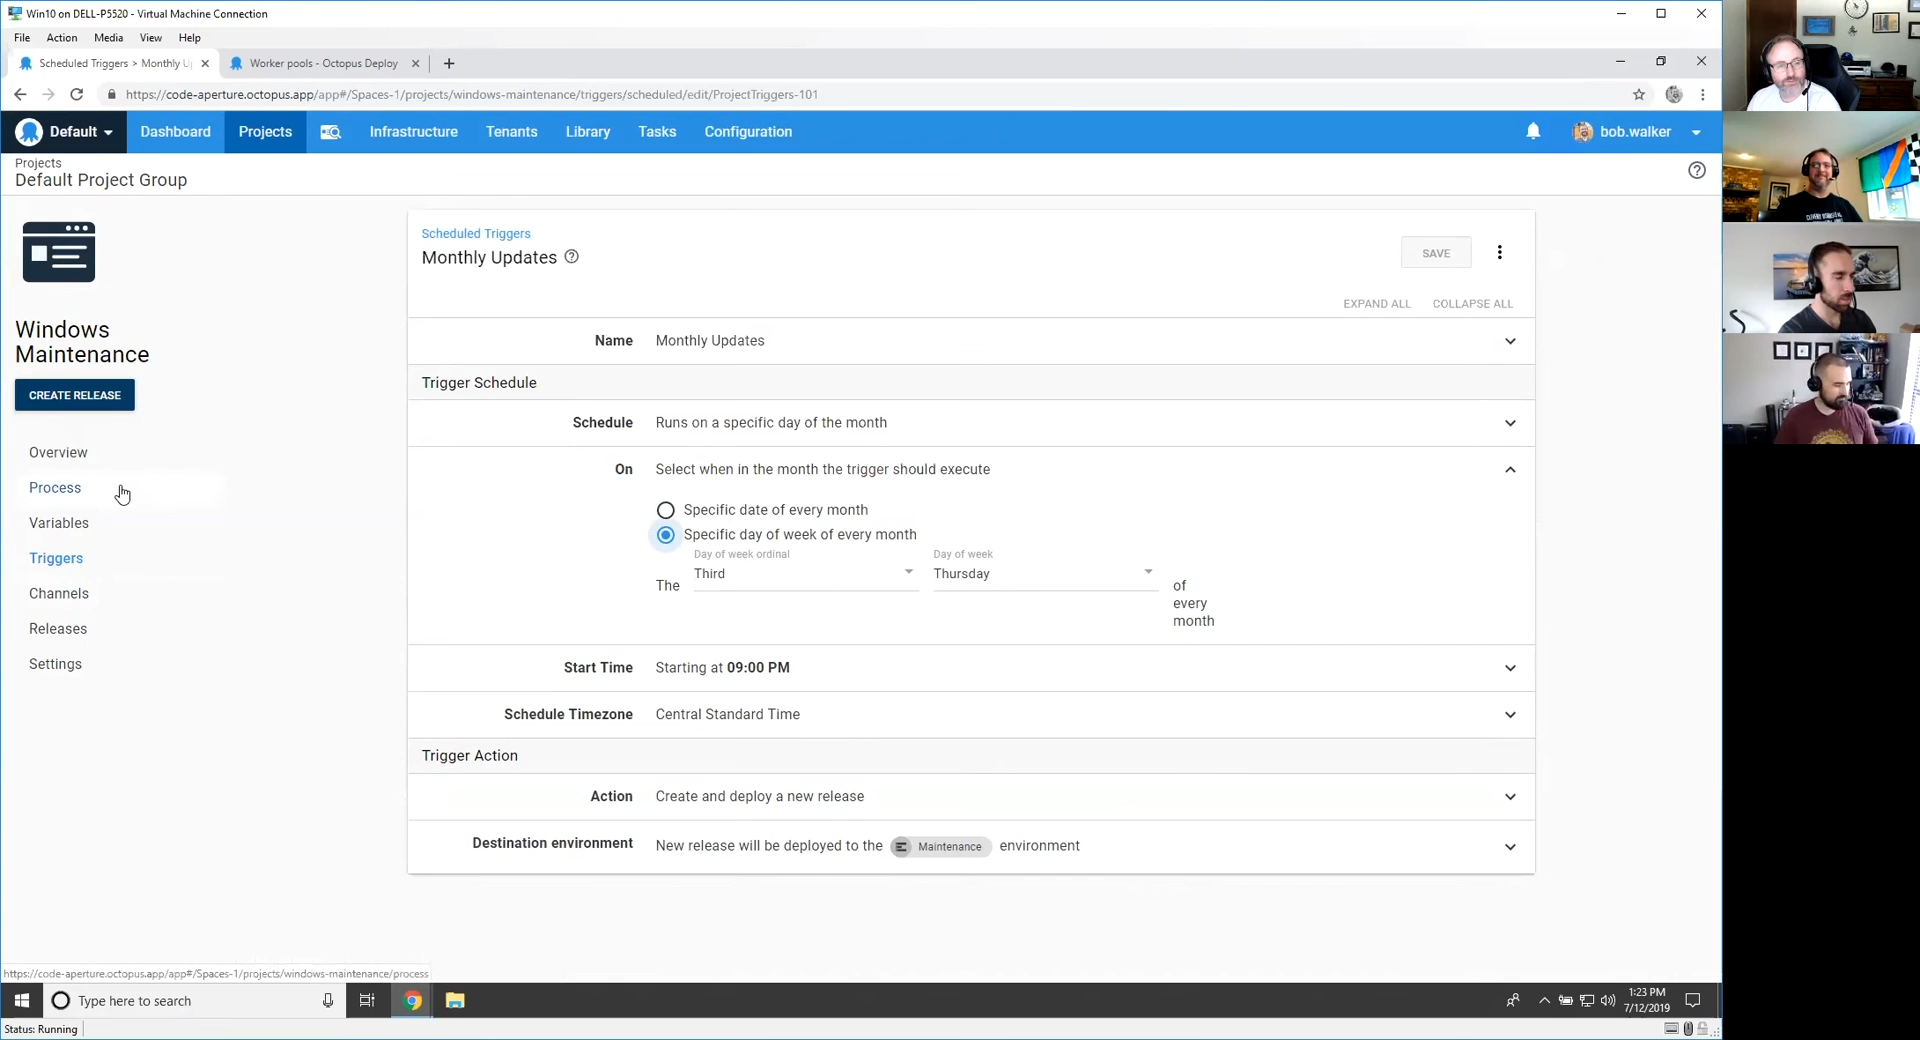 Win10 on DELL-P5520 - Virtual Machine Connection
File Action Media View Help
Scheduled Triggers > Monthly U
Worker pools - Octopus Deploy
https://code-aperture.octopus.app/app#/Spaces-1/projects/windows-maintenance/triggers/scheduled/edit/ProjectTriggers-101
Default Dashboard Projects Infrastructure Tenants Library Tasks Configuration bob.walker
Projects
Default Project Group
Windows
Maintenance
CREATE RELEASE
Overview
Process
Variables
Triggers
Channels
Releases
Settings
Scheduled Triggers
Monthly Updates
SAVE
EXPAND ALL COLLAPSE ALL
Name Monthly Updates
Trigger Schedule
Schedule Runs on a specific day of the month
On Select when in the month the trigger should execute
Specific date of every month
Specific day of week of every month
Day of week ordinal Day of week
The Third Thursday of
every
month
Start Time Starting at 09:00 PM
Schedule Timezone Central Standard Time
Trigger Action
Action Create and deploy a new release
Destination environment New release will be deployed to the Maintenance environment
https://code-aperture.octopus.app/app#/Spaces-1/projects/windows-maintenance/process
Type here to search
1:23 PM
7/12/2019
Status: Running